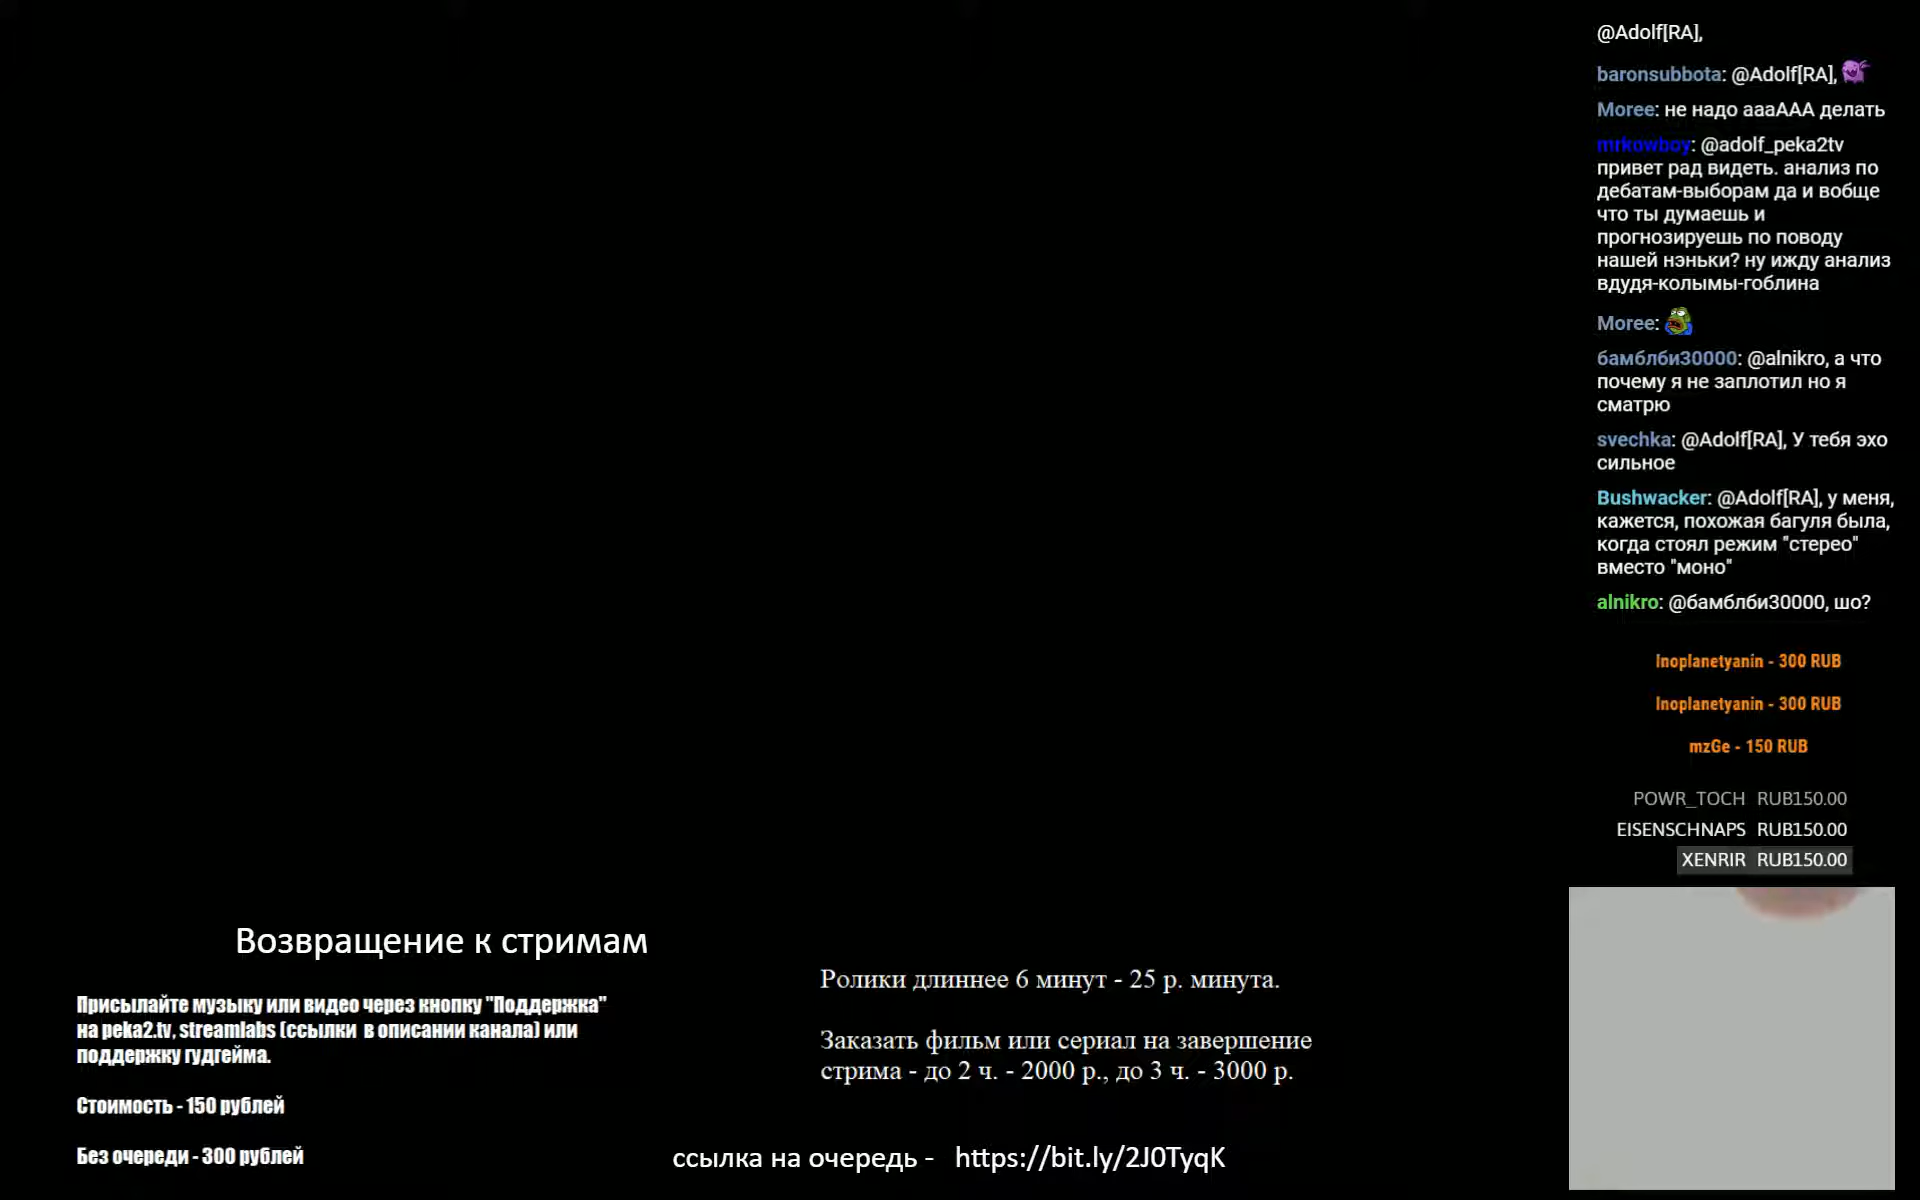 @Adolf[RA],
baronsubbota: @Adolf[RA],
Moree: не надо аааААА делать
mrkowboy: @adolf_peka2tv
привет рад видеть. анализ по
дебатам-выборам да и вобще
что ты думаешь и
прогнозируешь по поводу
нашей нэньки? ну ижду анализ
вдудя-колымы-гоблина
Moree:
бамблби30000: @alnikro, а что
почему я не заплотил но я
сматрю
svechka: @Adolf[RA], У тебя эхо
сильное
Bushwacker: @Adolf[RA], у меня,
кажется, похожая багуля была,
когда стоял режим "стерео"
вместо "моно"
alnikro: @бамблби30000, шо?
Inoplanetyanin - 300 RUB
Inoplanetyanin - 300 RUB
mzGe - 150 RUB
POWR_TOCH RUB150.00
EISENSCHNAPS RUB150.00
XENRIR RUB150.00
Возвращение к стримам
Присылайте музыку или видео через кнопку "Поддержка"
на peka2.tv, streamlabs (ссылки в описании канала) или
поддержку гудгейма.
Стоимость - 150 рублей
Без очереди - 300 рублей
Ролики длиннее 6 минут - 25 р. минута.
Заказать фильм или сериал на завершение
стрима - до 2 ч. - 2000 р., до 3 ч. - 3000 р.
ссылка на очередь - https://bit.ly/2J0TyqK